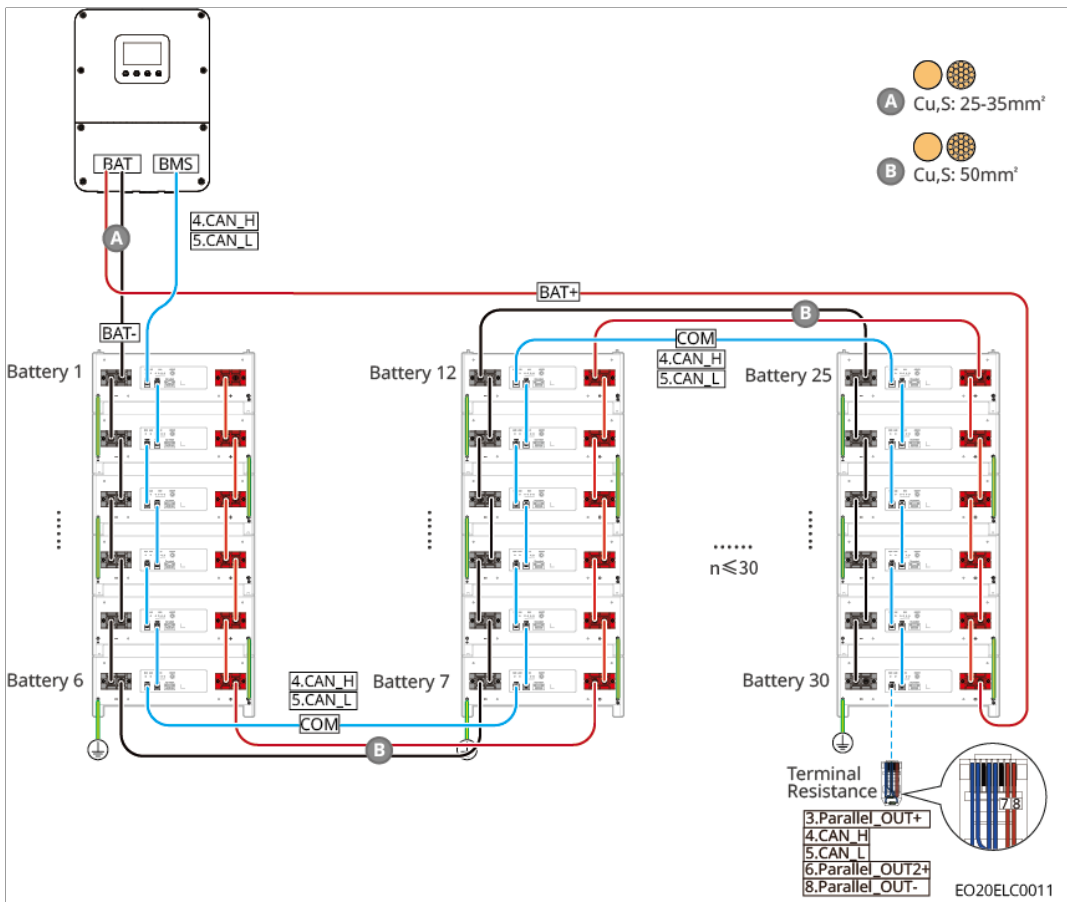 BAT
BMS
A
Cu,S: 25-35mm²
B
Cu,S: 50mm²
4.CAN_H
5.CAN_L
A
BAT+
B
BAT-
COM
4.CAN_H
5.CAN_L
Battery 1
Battery 12
Battery 25
......
n≤30
Battery 6
Battery 7
Battery 30
4.CAN_H
5.CAN_L
COM
B
Terminal
Resistance
7 8
3.Parallel_OUT+
4.CAN_H
5.CAN_L
6.Parallel_OUT2+
8.Parallel_OUT-
EO20ELC0011